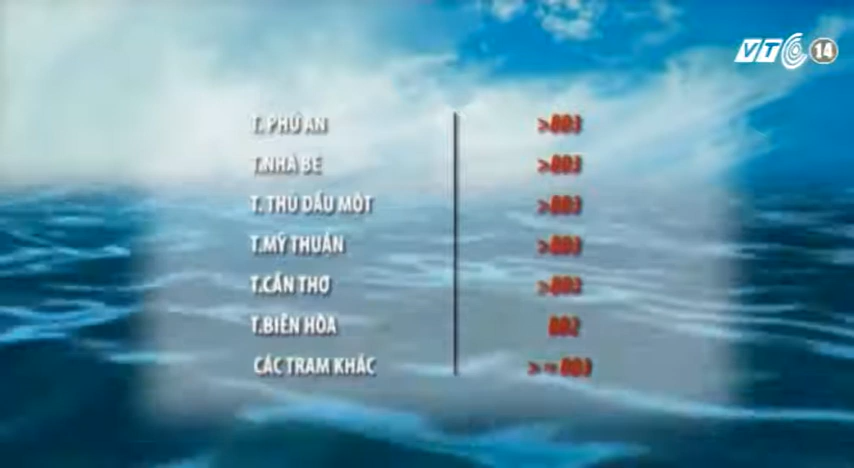 VTC 14
T. PHÚ AN >BĐ3
T.NHÀ BÈ >BĐ3
T. THỦ DẦU MỘT >BĐ3
T.MỸ THUẬN >BĐ3
T.CẦN THƠ >BĐ3
T.BIÊN HÒA BĐ2
CÁC TRẠM KHÁC